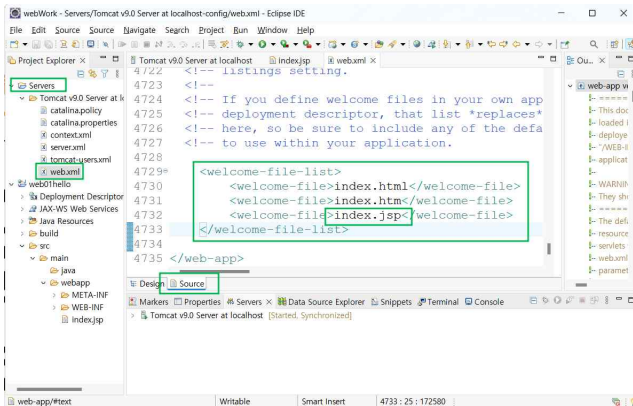 webWork - Servers/Tomcat v9.0 Server at localhost-config/web.xml - Eclipse IDE
File Edit Source Source Navigate Search Project Run Window Help
Project Explorer
Servers
Tomcat v9.0 Server at lo
catalina.policy
catalina.properties
context.xml
server.xml
tomcat-users.xml
web.xml
web01hello
Deployment Descriptor
JAX-WS Web Services
Java Resources
build
src
main
java
webapp
META-INF
WEB-INF
index.jsp
Tomcat v9.0 Server at localhost index.jsp web.xml
4722 <!-- listings setting.
4723 <!--
4724 <!-- If you define welcome files in your own app
4725 <!-- deployment descriptor, that list *replaces*
4726 <!-- here, so be sure to include any of the defa
4727 <!-- to use within your application.
4728
4729 <welcome-file-list>
4730 <welcome-file>index.html</welcome-file>
4731 <welcome-file>index.htm</welcome-file>
4732 <welcome-file>index.jsp</welcome-file>
4733 </welcome-file-list>
4734
4735 </web-app>
Design Source
Ou...
web-app
=====
This doc
loaded i
deploye
"/WEB-I
applicat
WARNIN
They sho
=====
The defa
resource
servlets
web.xml
paramet
Markers Properties Servers Data Source Explorer Snippets Terminal Console
Tomcat v9.0 Server at localhost [Started, Synchronized]
web-app/#text Writable Smart Insert 4733 : 25 : 172580